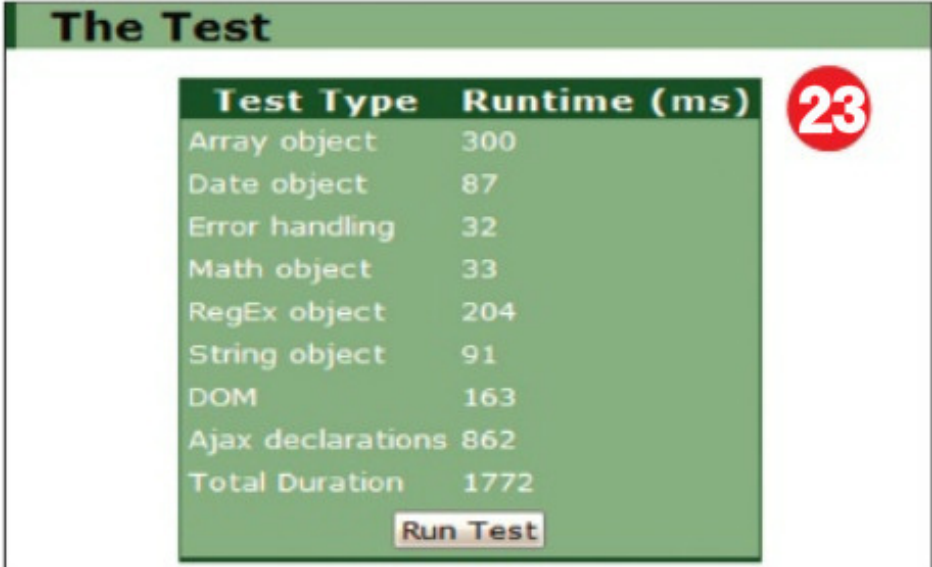 The Test
Test Type Runtime (ms)
23
Array object 300
Date object 87
Error handling 32
Math object 33
RegEx object 204
String object 91
DOM 163
Ajax declarations 862
Total Duration 1772
Run Test